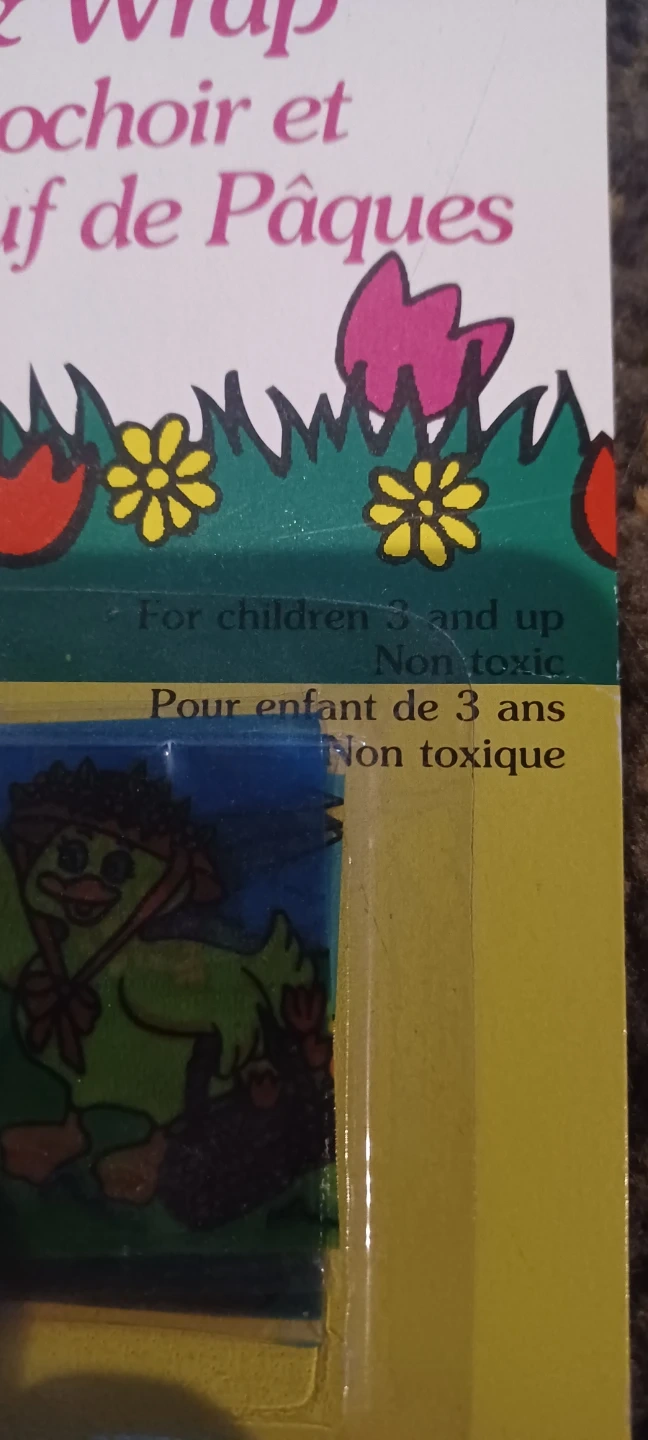 & Wrap
ochoir et
uf de Pâques
For children 3 and up
Non toxic
Pour enfant de 3 ans
Non toxique